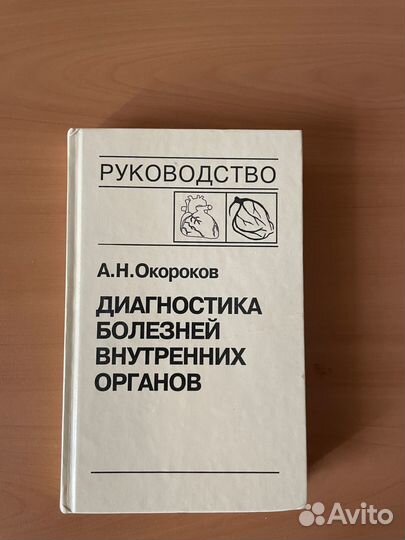 РУКОВОДСТВО
А.Н.Окороков
ДИАГНОСТИКА
БОЛЕЗНЕЙ
ВНУТРЕННИХ
ОРГАНОВ
Avito